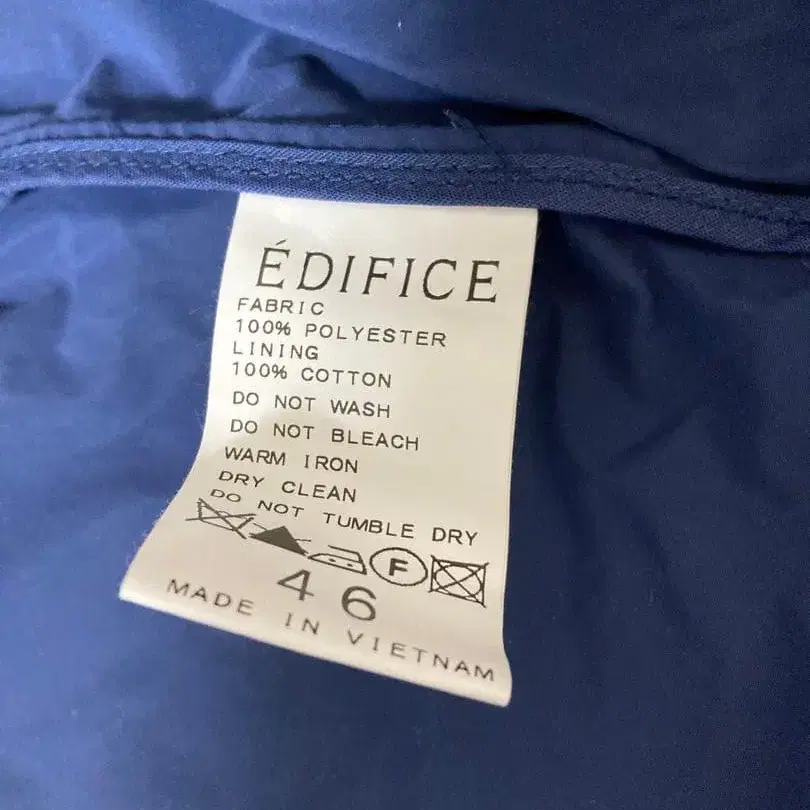 ÉDIFICE
FABRIC
100% POLYESTER
LINING
100% COTTON
DO NOT WASH
DO NOT BLEACH
WARM IRON
DRY CLEAN
DO NOT TUMBLE DRY
F
46
MADE IN VIETNAM